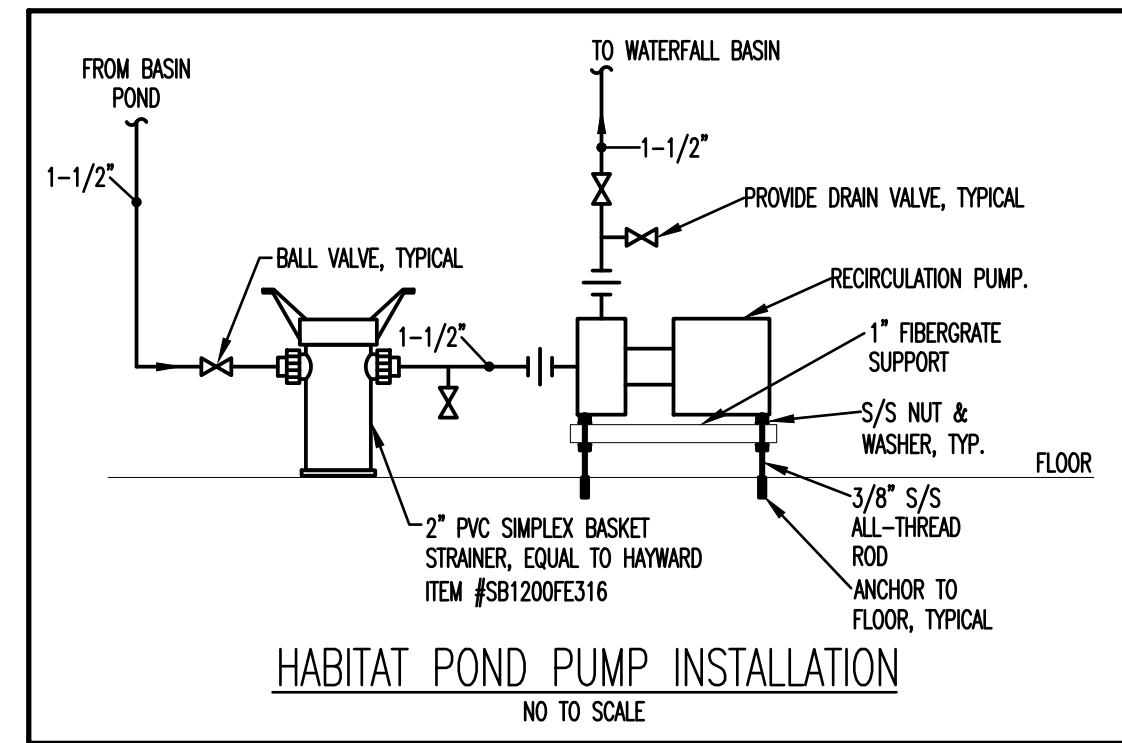 FROM BASIN
POND
TO WATERFALL BASIN
1-1/2"
1-1/2"
PROVIDE DRAIN VALVE, TYPICAL
BALL VALVE, TYPICAL
RECIRCULATION PUMP.
1-1/2"
1" FIBERGRATE
SUPPORT
S/S NUT &
WASHER, TYP.
FLOOR
3/8" S/S
ALL-THREAD
ROD
2" PVC SIMPLEX BASKET
STRAINER, EQUAL TO HAYWARD
ITEM #SB1200FE316
ANCHOR TO
FLOOR, TYPICAL
HABITAT POND PUMP INSTALLATION
NO TO SCALE